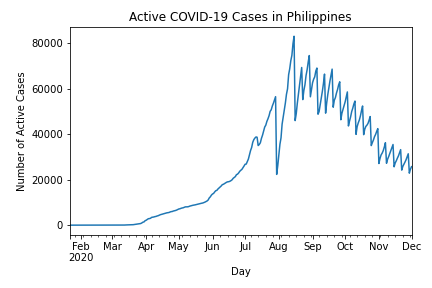 Active COVID-19 Cases in Philippines
80000
60000
40000
20000
0
Number of Active Cases
Feb Mar Apr May Jun Jul Aug Sep Oct Nov Dec
2020
Day